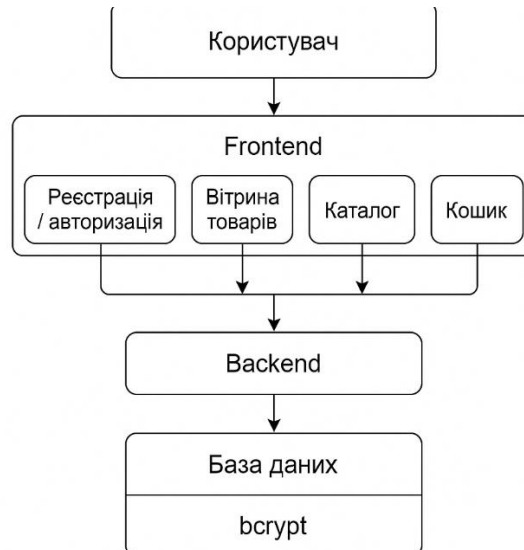 Користувач
Frontend
Реєстрація
/ авторизація
Вітрина
товарів
Каталог
Кошик
Backend
База даних
bcrypt